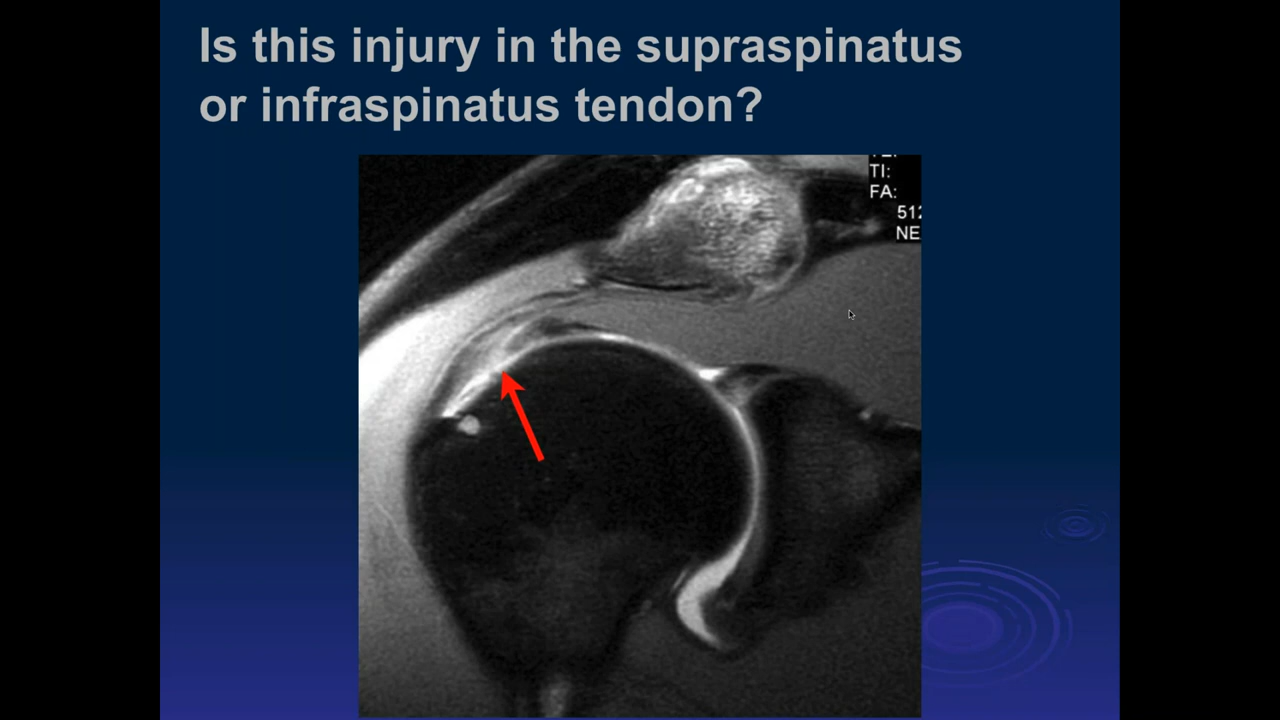 Is this injury in the supraspinatus
or infraspinatus tendon?
TI:
FA:
512
NE